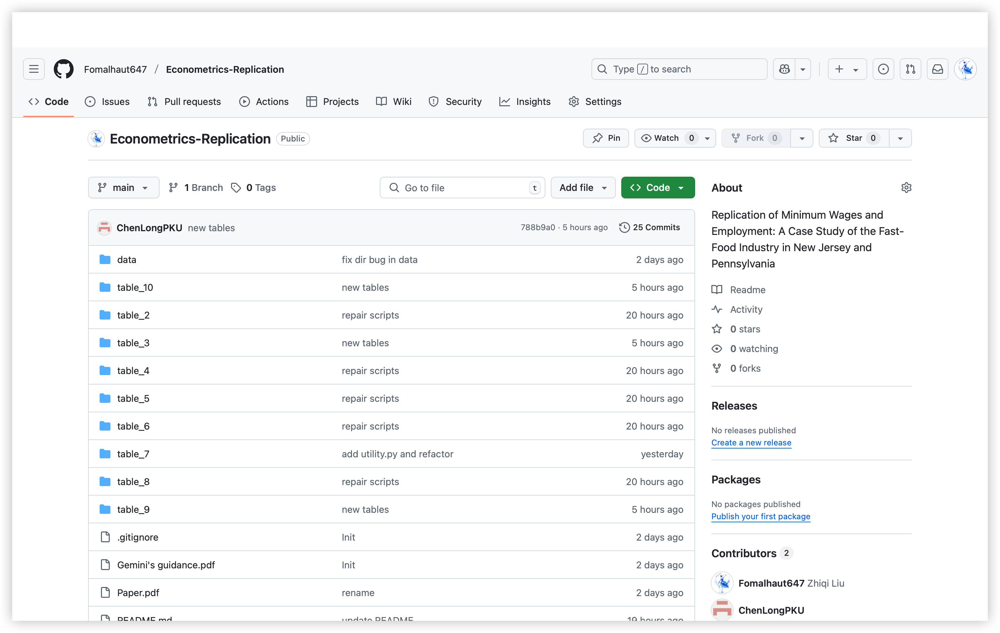 Fomalhaut647 / Econometrics-Replication
Type / to search
Code
Issues
Pull requests
Actions
Projects
Wiki
Security
Insights
Settings
Econometrics-Replication Public
Pin
Watch 0
Fork 0
Star 0
main
1 Branch
0 Tags
Go to file t
Add file
Code
ChenLongPKU new tables 788b9a0 · 5 hours ago 25 Commits
data fix dir bug in data 2 days ago
table_10 new tables 5 hours ago
table_2 repair scripts 20 hours ago
table_3 new tables 5 hours ago
table_4 repair scripts 20 hours ago
table_5 repair scripts 20 hours ago
table_6 repair scripts 20 hours ago
table_7 add utility.py and refactor yesterday
table_8 repair scripts 20 hours ago
table_9 new tables 5 hours ago
.gitignore Init 2 days ago
Gemini's guidance.pdf Init 2 days ago
Paper.pdf rename 2 days ago
README.md update README 19 hours ago
About
Replication of Minimum Wages and
Employment: A Case Study of the Fast-
Food Industry in New Jersey and
Pennsylvania
Readme
Activity
0 stars
0 watching
0 forks
Releases
No releases published
Create a new release
Packages
No packages published
Publish your first package
Contributors 2
Fomalhaut647 Zhiqi Liu
ChenLongPKU